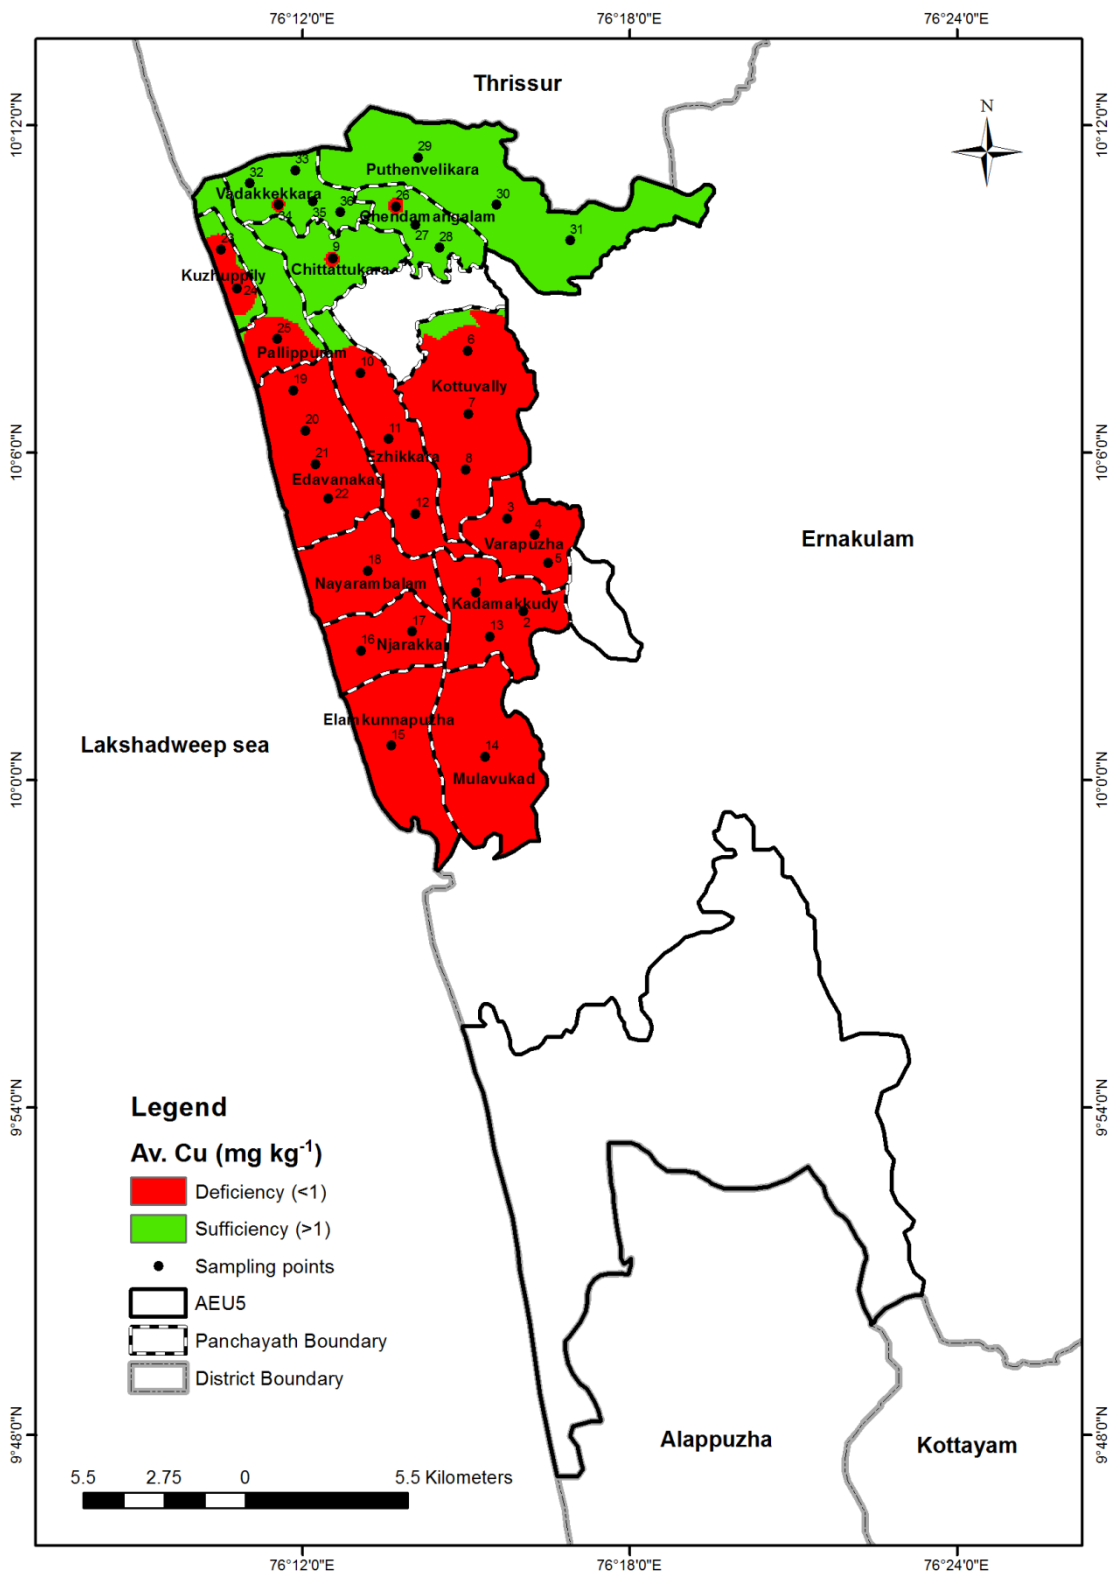 76°12'0"E 76°18'0"E 76°24'0"E
Thrissur
N
10°12'0"N 10°12'0"N
29
33
32
Puthenvelikara
Vadakkekkara
30
26
34 35 36
Chendamangalam
31
27 28
23
9
Kuzhuppily
Chittattukara
24
25
6
Pallippuram
10
Kottuvally
19
7
20
11
10°6'0"N 10°6'0"N
Ezhikkara
21
8
Edavanakad
22
12
3
4
Ernakulam
Varapuzha
5
18
Nayarambalam
1
Kadamakkudy
2
17
13
16
Njarakkal
Elamkunnapuzha
15
Lakshadweep sea
14
Mulavukad
10°0'0"N 10°0'0"N
9°54'0"N 9°54'0"N
Legend
Av. Cu (mg kg-1)
Deficiency (<1)
Sufficiency (>1)
Sampling points
AEU5
Panchayath Boundary
District Boundary
9°48'0"N 9°48'0"N
Alappuzha
Kottayam
5.5 2.75 0 5.5 Kilometers
76°12'0"E 76°18'0"E 76°24'0"E